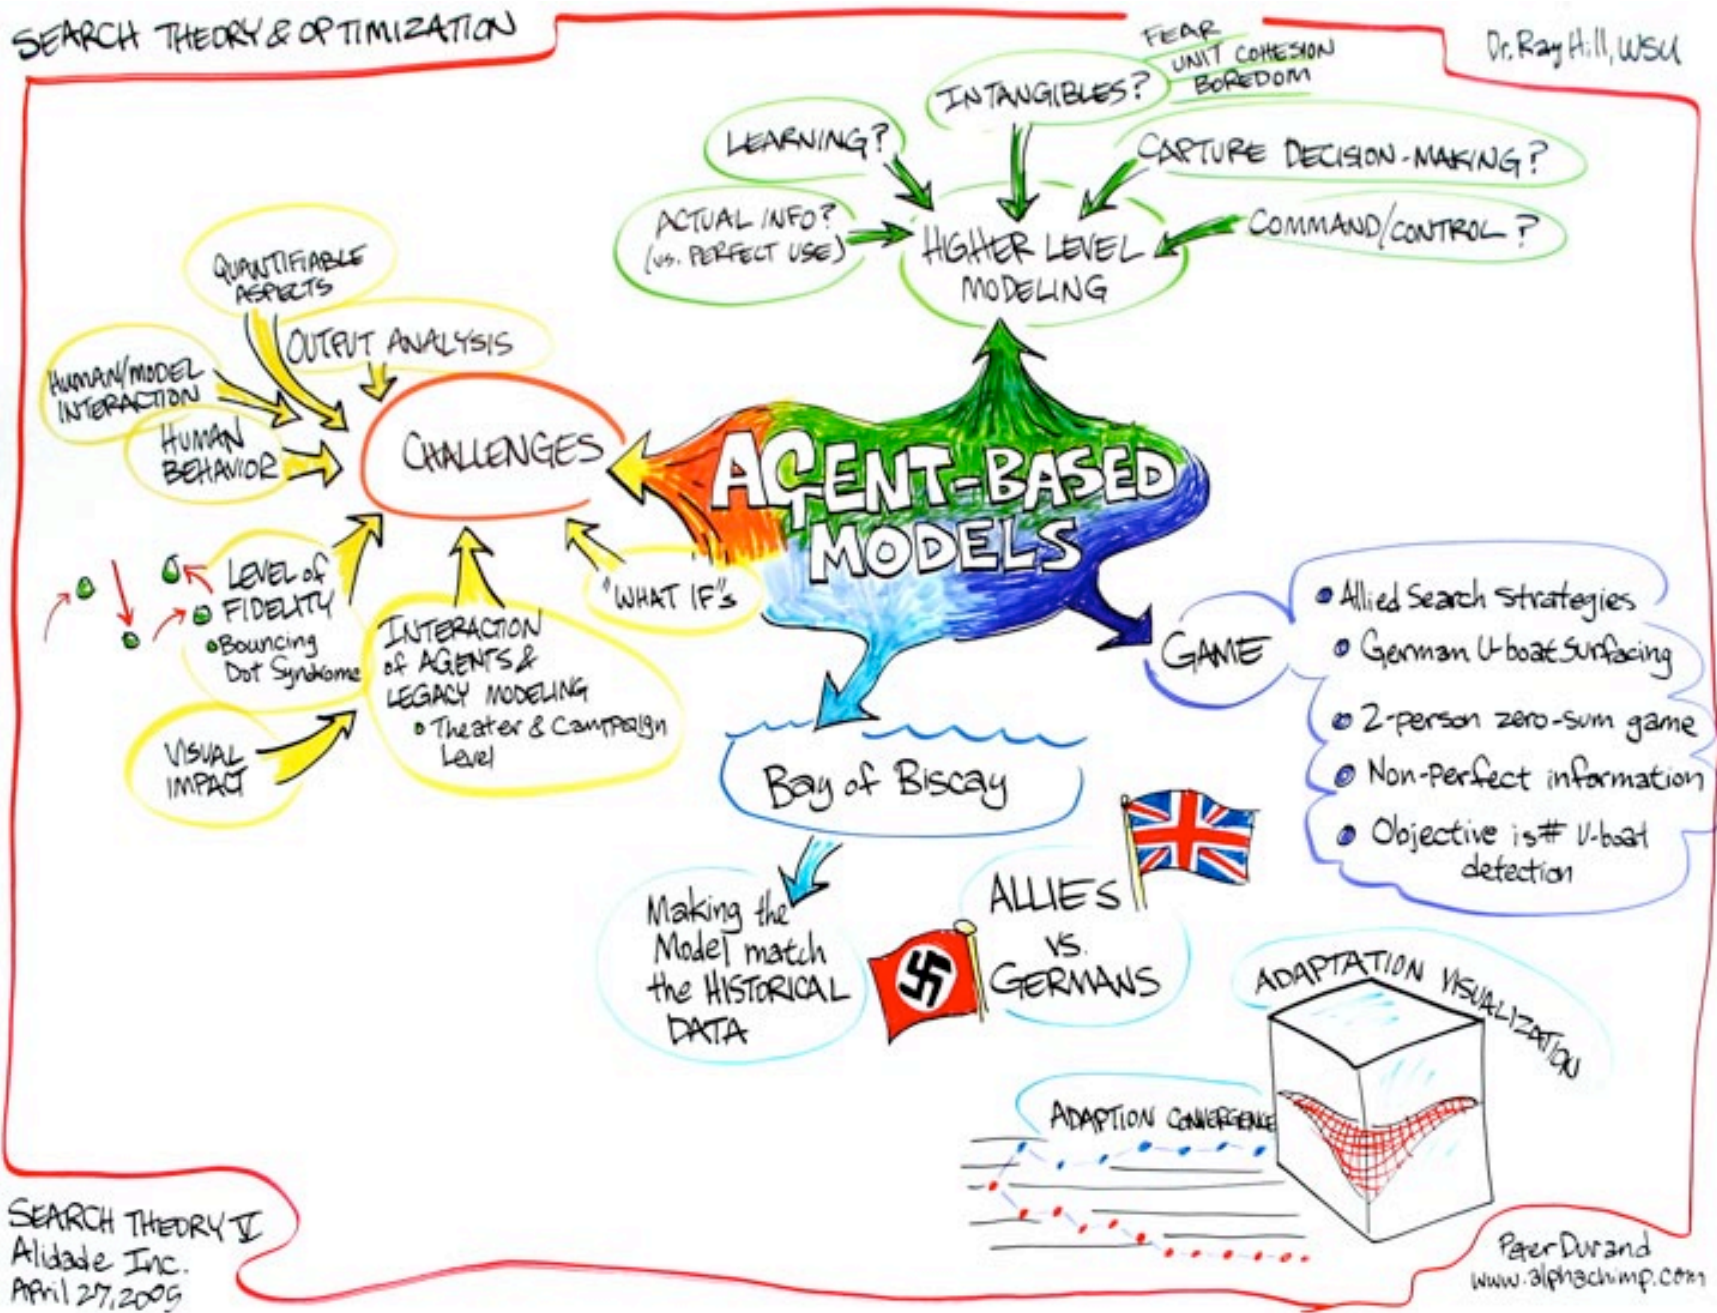 SEARCH THEORY & OPTIMIZATION
Dr. Ray Hill, WSU
FEAR
UNIT COHESION
BOREDOM
INTANGIBLES?
LEARNING?
CAPTURE DECISION-MAKING?
ACTUAL INFO?
(vs. PERFECT USE)
COMMAND/CONTROL?
HIGHER LEVEL
MODELING
QUANTIFIABLE
ASPECTS
OUTPUT ANALYSIS
HUMAN/MODEL
INTERACTION
HUMAN
BEHAVIOR
CHALLENGES
AGENT-BASED
MODELS
LEVEL of
FIDELITY
Bouncing
Dot Syndrome
"WHAT IF"s
INTERACTION
of AGENTS &
LEGACY MODELING
Theater & Campaign
Level
VISUAL
IMPACT
GAME
Allied Search Strategies
German U-boat Surfacing
2-person zero-sum game
Non-Perfect information
Objective is # U-boat
detection
Bay of Biscay
Making the
Model match
the HISTORICAL
DATA
ALLIES
VS.
GERMANS
ADAPTATION VISUALIZATION
ADAPTION CONVERGENCE
SEARCH THEORY V
Alidade Inc.
April 27, 2005
Peter Durand
www.alphachimp.com